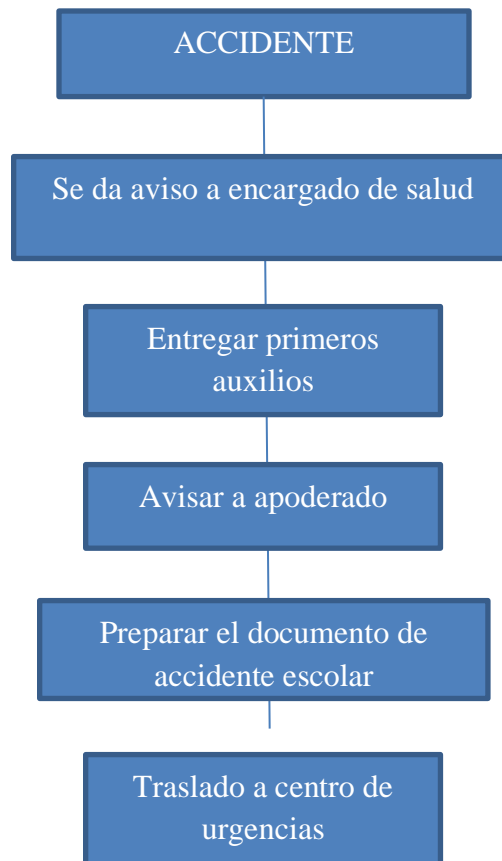 ACCIDENTE
Se da aviso a encargado de salud
Entregar primeros
auxilios
Avisar a apoderado
Preparar el documento de
accidente escolar
Traslado a centro de
urgencias